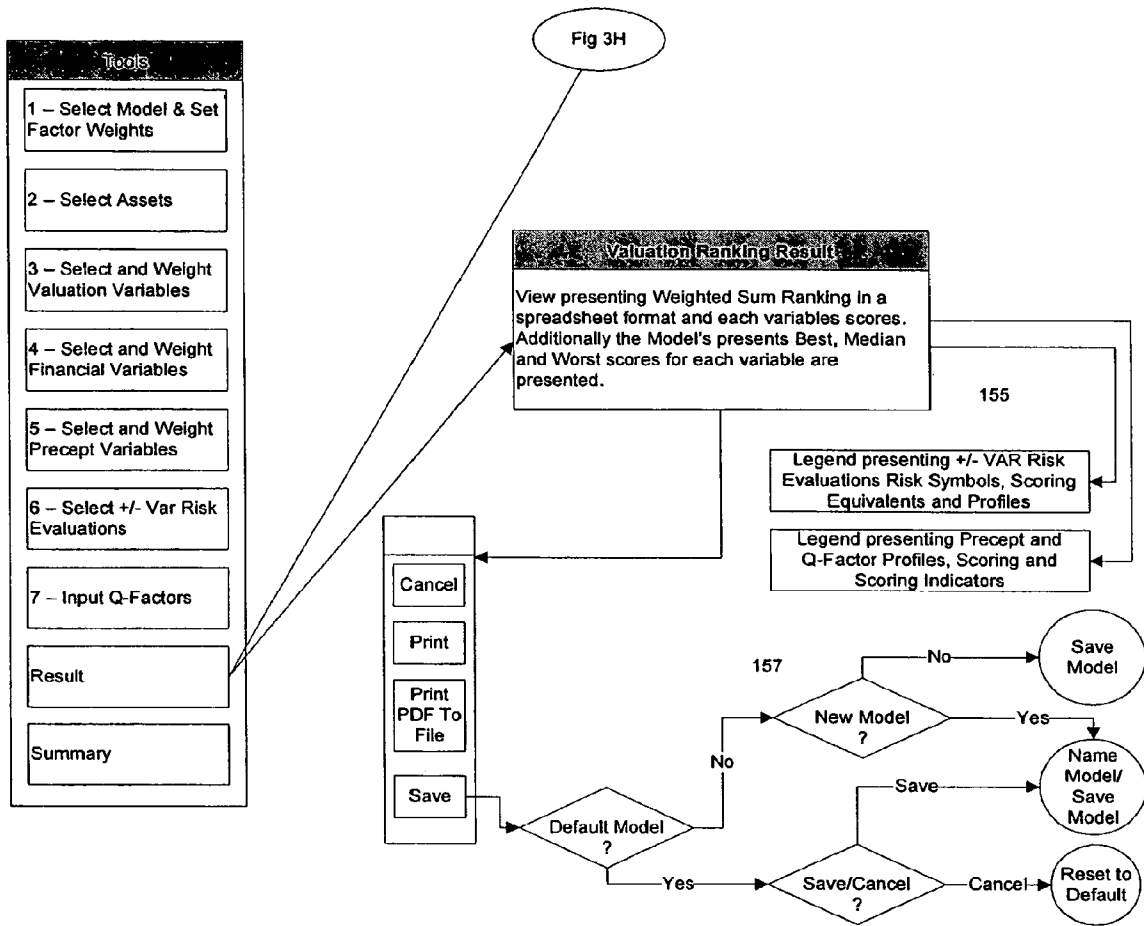 Fig 3H
Tools
1 – Select Model & Set
Factor Weights
2 – Select Assets
3 – Select and Weight
Valuation Variables
4 – Select and Weight
Financial Variables
5 – Select and Weight
Precept Variables
6 – Select +/- Var Risk
Evaluations
7 – Input Q-Factors
Result
Summary
Valuation Ranking Result
View presenting Weighted Sum Ranking in a
spreadsheet format and each variables scores.
Additionally the Model's presents Best, Median
and Worst scores for each variable are
presented.
155
Legend presenting +/- VAR Risk
Evaluations Risk Symbols, Scoring
Equivalents and Profiles
Legend presenting Precept and
Q-Factor Profiles, Scoring and
Scoring Indicators
Cancel
Print
Print
PDF To
File
Save
Default Model
?
No
157
New Model
?
No
Save
Model
Yes
Name
Model/
Save
Model
Yes
Save/Cancel
?
Save
Cancel
Reset to
Default